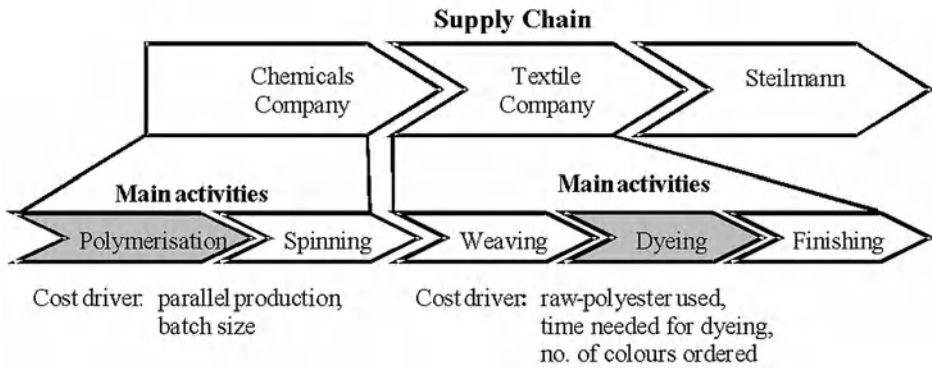 Supply Chain
Chemicals
Company
Textile
Company
Steilmann
Main activities
Main activities
Polymerisation
Spinning
Weaving
Dyeing
Finishing
Cost driver: parallel production,
batch size
Cost driver: raw-polyester used,
time needed for dyeing,
no. of colours ordered